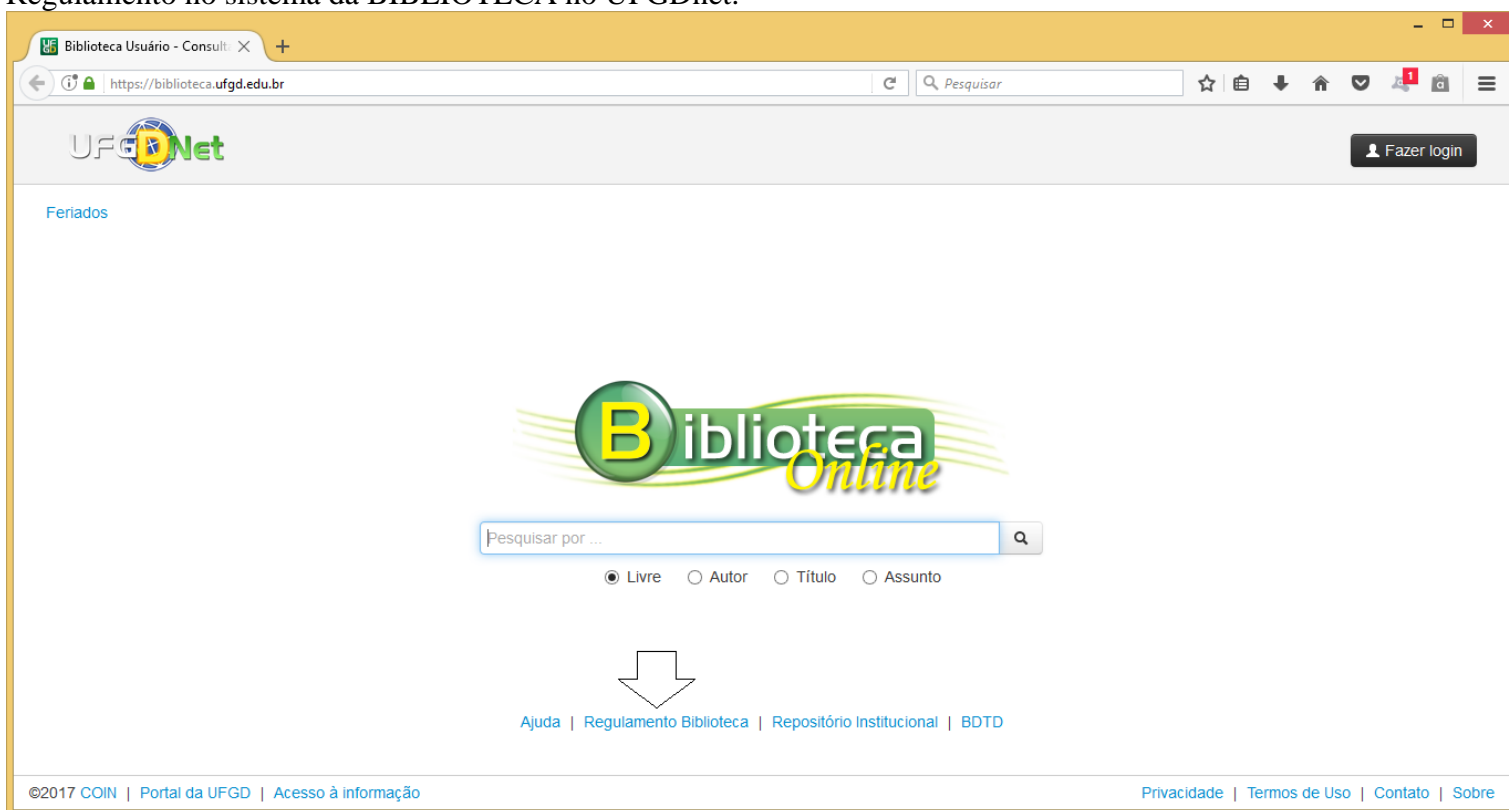 Regulamento no sistema da BIBLIOTECA no UFGDnet.
Biblioteca Usuário - Consult
https://biblioteca.ufgd.edu.br
Pesquisar
1
UFGDNet
Fazer login
Feriados
Biblioteca
Online
Pesquisar por ...
Livre Autor Título Assunto
Ajuda | Regulamento Biblioteca | Repositório Institucional | BDTD
©2017 COIN | Portal da UFGD | Acesso à informação
Privacidade | Termos de Uso | Contato | Sobre